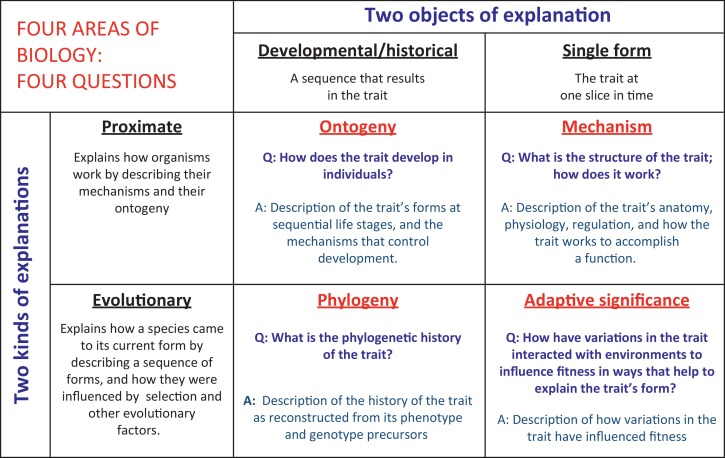 FOUR AREAS OF
BIOLOGY:
FOUR QUESTIONS
Two objects of explanation
Developmental/historical
A sequence that results
in the trait
Single form
The trait at
one slice in time
Two kinds of explanations
Proximate
Explains how organisms
work by describing their
mechanisms and their
ontogeny
Ontogeny
Q: How does the trait develop in
individuals?
A: Description of the trait’s forms at
sequential life stages, and the
mechanisms that control
development.
Mechanism
Q: What is the structure of the trait;
how does it work?
A: Description of the trait’s anatomy,
physiology, regulation, and how the
trait works to accomplish
a function.
Evolutionary
Explains how a species came
to its current form by
describing a sequence of
forms, and how they were
influenced by selection and
other evolutionary
factors.
Phylogeny
Q: What is the phylogenetic history
of the trait?
A: Description of the history of the trait
as reconstructed from its phenotype
and genotype precursors
Adaptive significance
Q: How have variations in the trait
interacted with environments to
influence fitness in ways that help to
explain the trait’s form?
A: Description of how variations in the
trait have influenced fitness